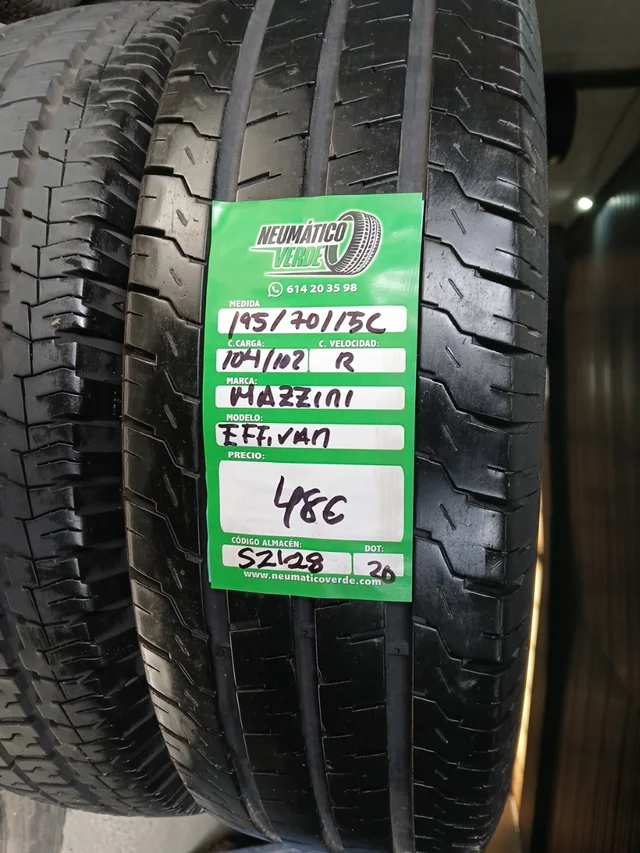 NEUMÁTICO
VERDE
614 20 35 98
MEDIDA
195/70/15C
C.CARGA: C. VELOCIDAD:
104/102 R
MARCA:
MAZZINI
MODELO:
EFFIVAN
PRECIO:
48€
CÓDIGO ALMACÉN: DOT:
S2128 20
www.neumaticoverde.com